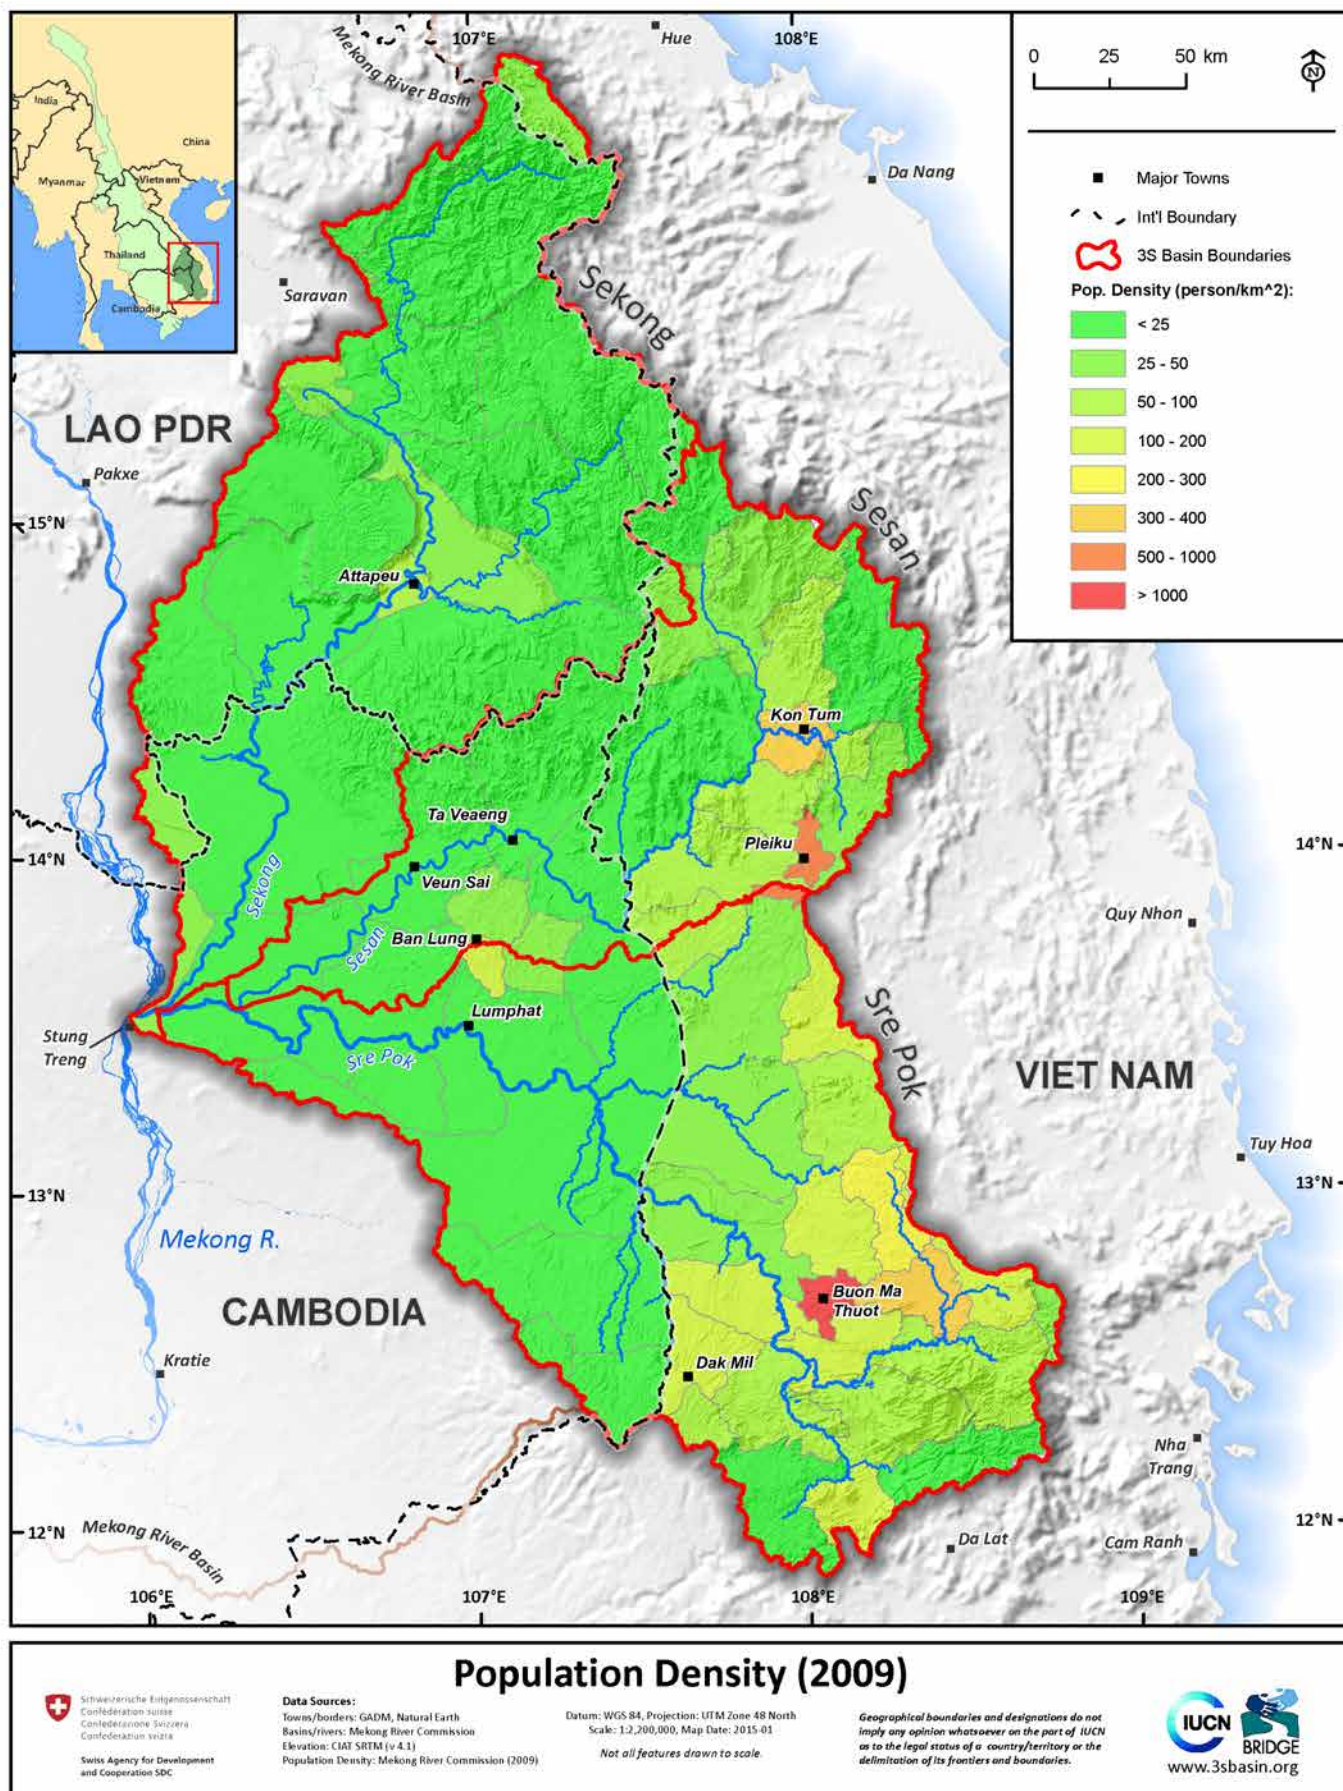 107°E
108°E
Hue
Mekong River Basin
India
China
Myanmar
Vietnam
Thailand
Cambodia
0 25 50 km
N
Major Towns
Int'l Boundary
3S Basin Boundaries
Pop. Density (person/km^2):
< 25
25 - 50
50 - 100
100 - 200
200 - 300
300 - 400
500 - 1000
> 1000
Da Nang
Saravan
Sekong
LAO PDR
Pakxe
15°N
Sesan
Attapeu
Kon Tum
Ta Veaeng
Pleiku
14°N
14°N
Veun Sai
Sekong
Quy Nhon
Ban Lung
Sesan
Lumphat
Sre Pok
Stung
Treng
Sre Pok
VIET NAM
Tuy Hoa
13°N
13°N
Mekong R.
CAMBODIA
Buon Ma
Thuot
Kratie
Dak Mil
Nha
Trang
12°N
12°N
Mekong River Basin
Da Lat
Cam Ranh
106°E
107°E
108°E
109°E
Population Density (2009)
Schweizerische Eidgenossenschaft
Confédération suisse
Confederazione Svizzera
Confederaziun svizra
Swiss Agency for Development
and Cooperation SDC
Data Sources:
Towns/borders: GADM, Natural Earth
Basins/rivers: Mekong River Commission
Elevation: CIAT SRTM (v 4.1)
Population Density: Mekong River Commission (2009)
Datum: WGS 84, Projection: UTM Zone 48 North
Scale: 1:2,200,000, Map Date: 2015-01
Not all features drawn to scale.
Geographical boundaries and designations do not
imply any opinion whatsoever on the part of IUCN
as to the legal status of a country/territory or the
delimitation of its frontiers and boundaries.
IUCN
BRIDGE
www.3sbasin.org